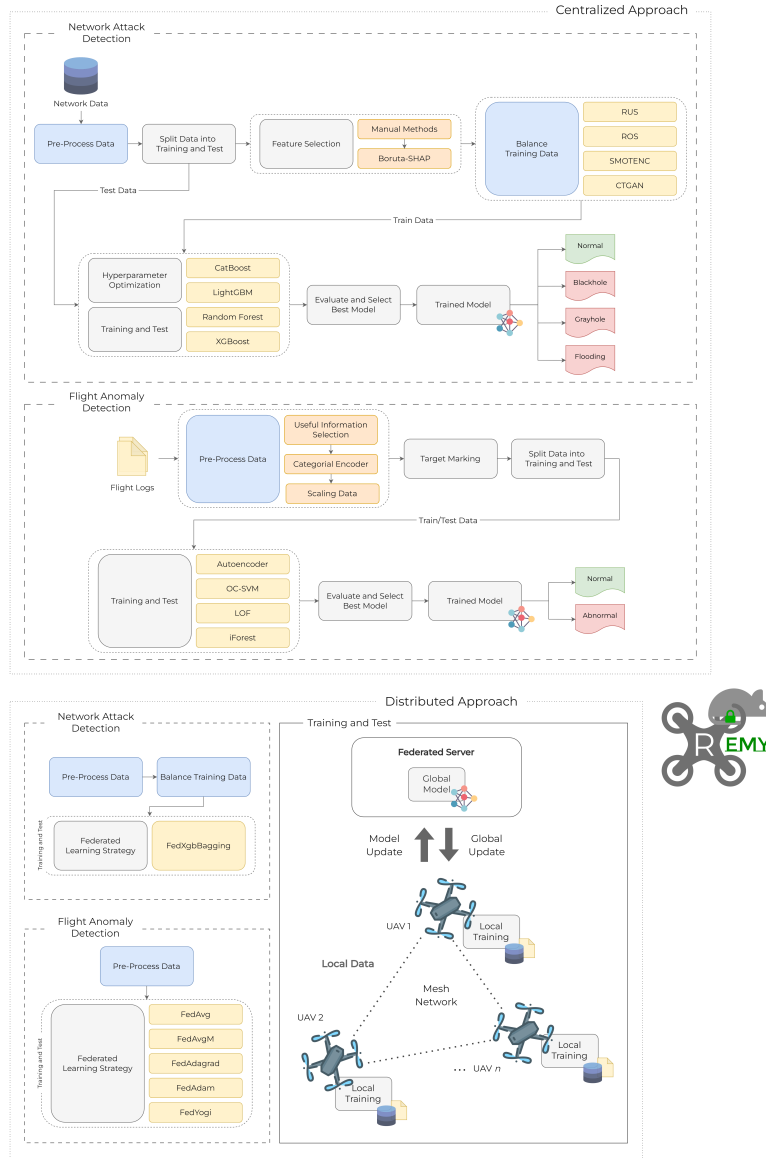 Centralized Approach
Network Attack
Detection
Network Data
Pre-Process Data
Split Data into
Training and Test
Feature Selection
Manual Methods
Boruta-SHAP
Balance
Training Data
RUS
ROS
SMOTENC
CTGAN
Test Data
Train Data
Hyperparameter
Optimization
Training and Test
CatBoost
LightGBM
Random Forest
XGBoost
Evaluate and Select
Best Model
Trained Model
Normal
Blackhole
Grayhole
Flooding
Flight Anomaly
Detection
Flight Logs
Pre-Process Data
Useful Information
Selection
Categorial Encoder
Scaling Data
Target Marking
Split Data into
Training and Test
Train/Test Data
Training and Test
Autoencoder
OC-SVM
LOF
iForest
Evaluate and Select
Best Model
Trained Model
Normal
Abnormal
Distributed Approach
Network Attack
Detection
Pre-Process Data
Balance Training Data
Training and Test
Federated
Learning Strategy
FedXgbBagging
Flight Anomaly
Detection
Pre-Process Data
Training and Test
Federated
Learning Strategy
FedAvg
FedAvgM
FedAdagrad
FedAdam
FedYogi
Training and Test
Federated Server
Global
Model
Model
Update
Global
Update
UAV 1
Local
Training
Local Data
Mesh
Network
UAV 2
Local
Training
... UAV n
Local
Training
R EMY